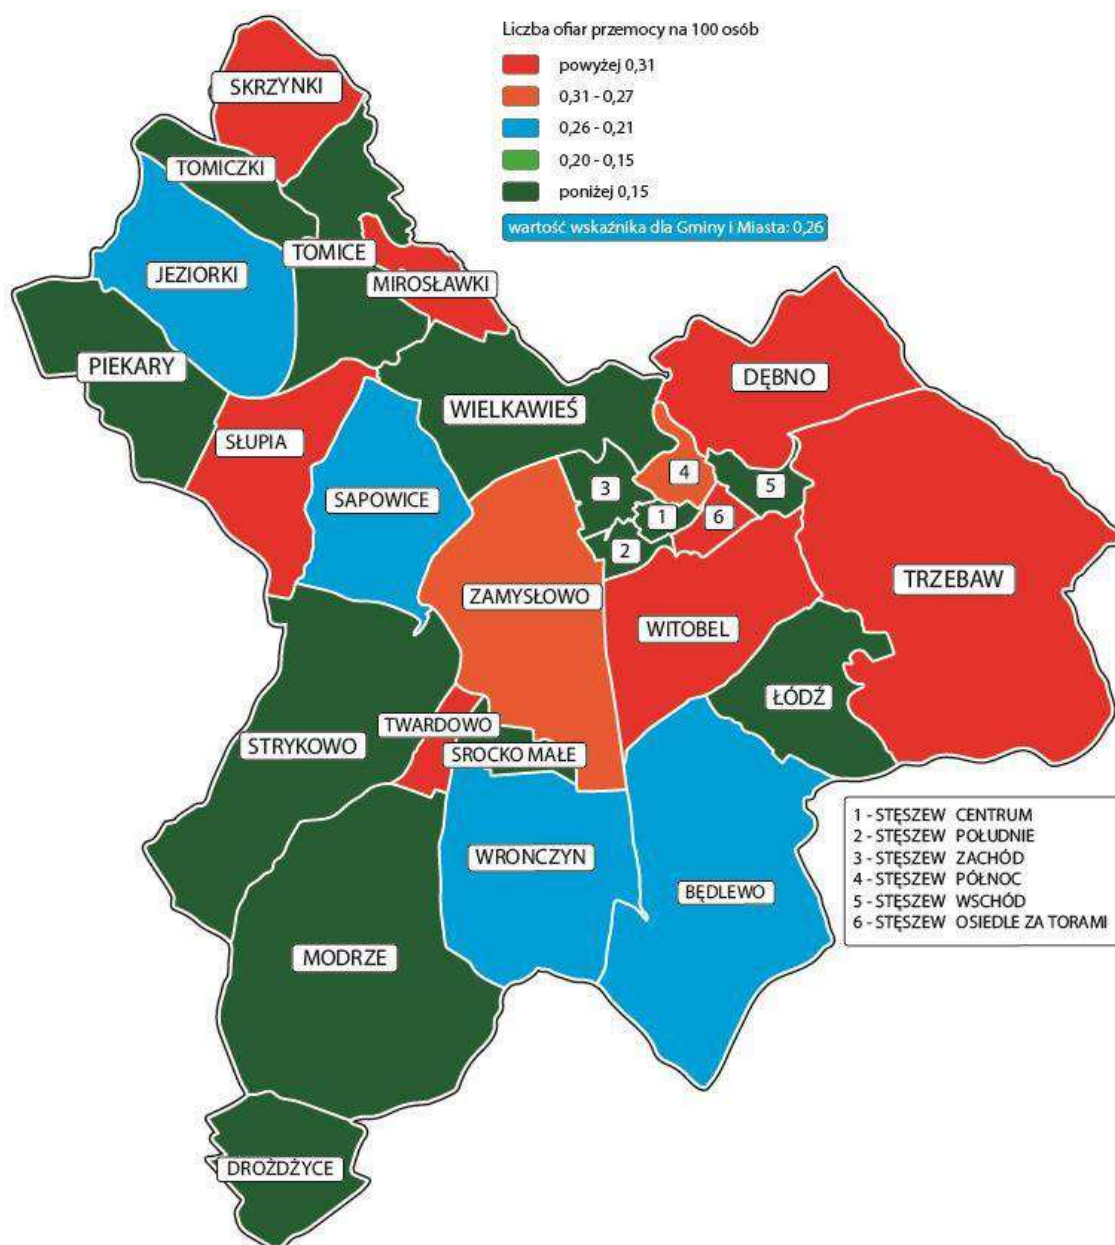 Liczba ofiar przemocy na 100 osób
powyżej 0,31
0,31 - 0,27
0,26 - 0,21
0,20 - 0,15
poniżej 0,15
wartość wskaźnika dla Gminy i Miasta: 0,26
SKRZYNKI
TOMICZKI
TOMICE
JEZIORKI
MIROSŁAWKI
PIEKARY
DĘBNO
WIELKAWIEŚ
SŁUPIA
SAPOWICE
3
4
5
1
6
2
ZAMYSŁOWO
TRZEBAW
WITOBEL
ŁÓDŹ
TWARDOWO
STRYKOWO
SROCKO MAŁE
WRONCZYN
BĘDLEWO
MODRZE
DROŻDŻYCE
1 - STĘSZEW CENTRUM
2 - STĘSZEW POŁUDNIE
3 - STĘSZEW ZACHÓD
4 - STĘSZEW PÓŁNOC
5 - STĘSZEW WSCHÓD
6 - STĘSZEW OSIEDLE ZA TORAMI